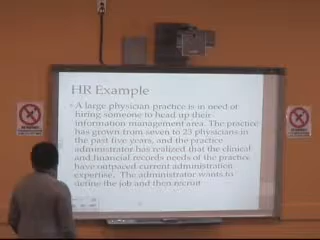 HR Example
A large physician practice is in need of
hiring someone to head up their
information management area. The practice
has grown from seven to 23 physicians in
the past five years, and the practice
administrator has realized that the clinical
and financial records needs of the practice
have outpaced current administration
expertise. The administrator wants to
define the job and then recruit